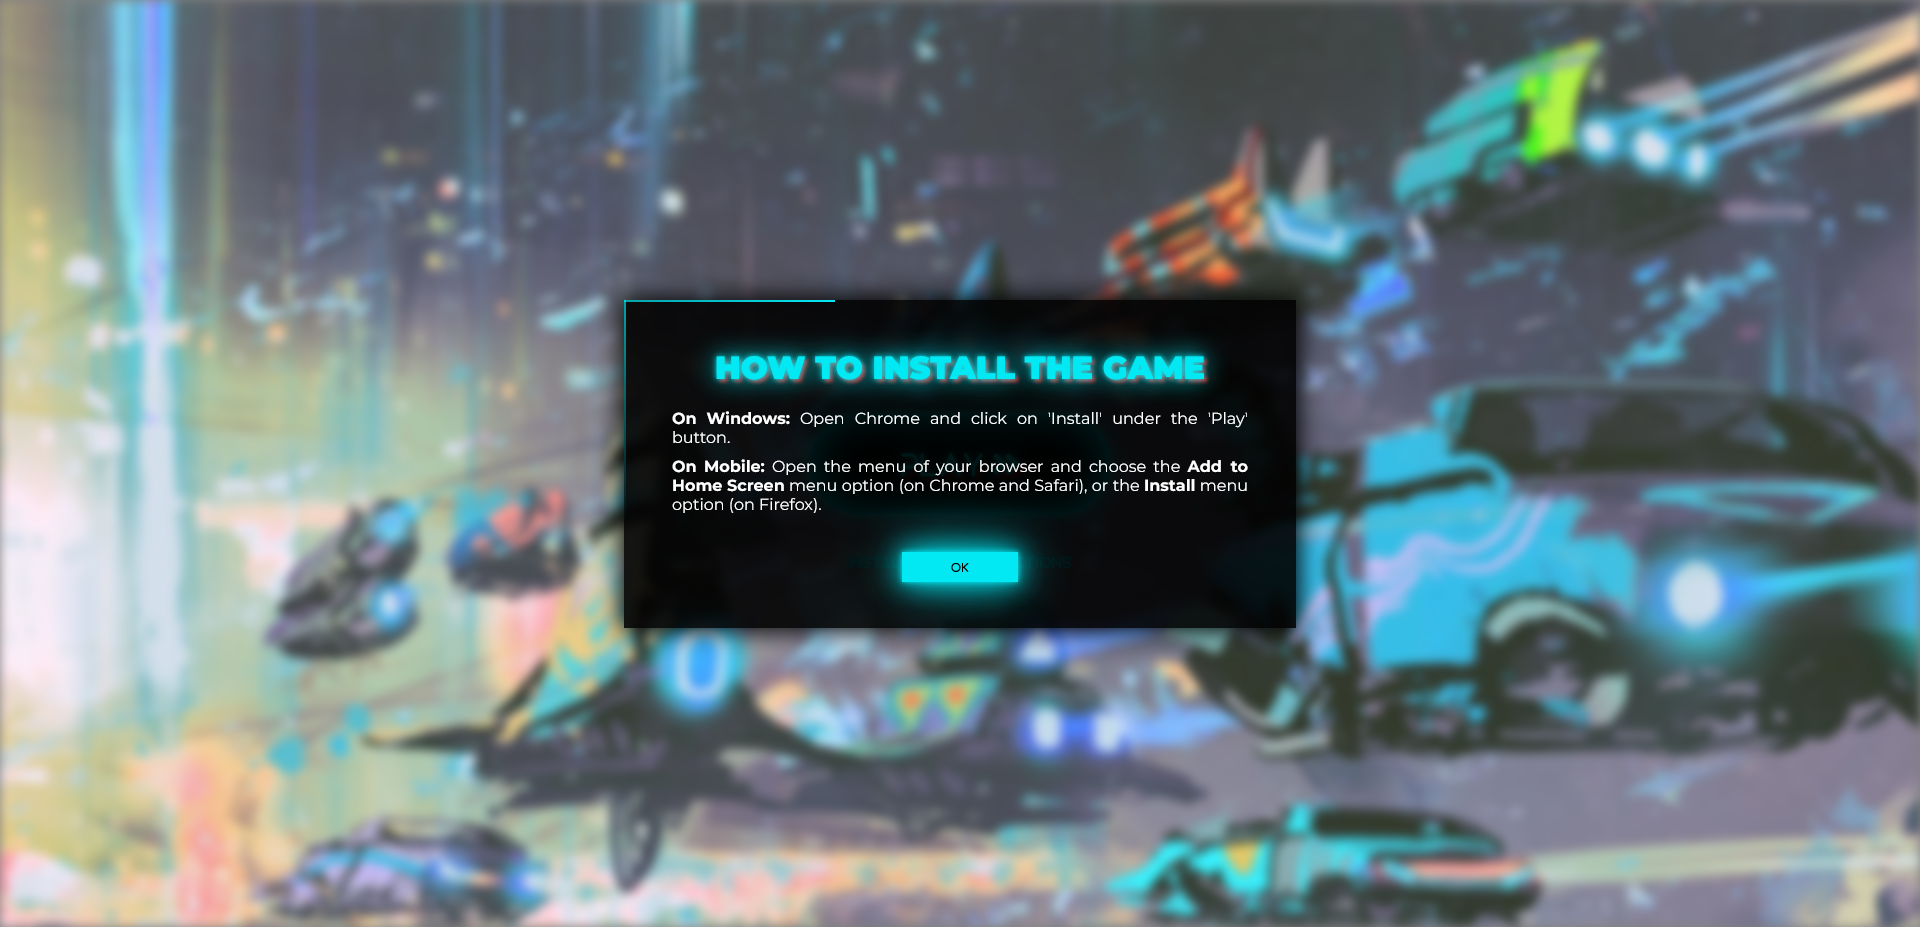 HOW TO INSTALL THE GAME
On Windows: Open Chrome and click on 'Install' under the 'Play'
button.
On Mobile: Open the menu of your browser and choose the Add to
Home Screen menu option (on Chrome and Safari), or the Install menu
option (on Firefox).
OK